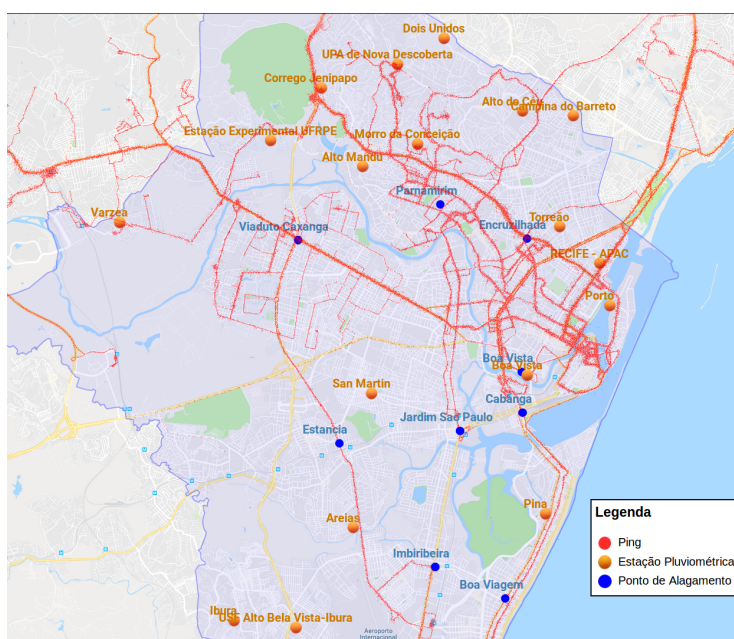 Dois Unidos
UPA de Nova Descoberta
Corrego Jenipapo
Alto do Céu
Campina do Barreto
Estação Experimental UFRPE
Morro da Conceição
Alto Mandu
Parnamirim
Varzea
Torreão
Viaduto Caxanga
Encruzilhada
RECIFE - APAC
Porto
Boa Vista
Boa Vista
San Martin
Cabanga
Jardim Sao Paulo
Estancia
Pina
Areias
Legenda
Ping
Estação Pluviométrica
Ponto de Alagamento
Imbiribeira
Boa Viagem
Ibura
USF Alto Bela Vista-Ibura
Aeroporto
Internacional